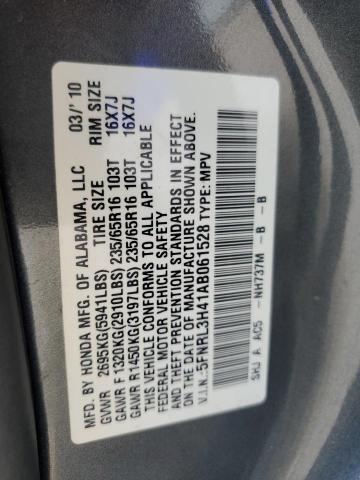 MFD. BY HONDA MFG. OF ALABAMA, LLC 03/'10
GVWR 2695KG(5941LBS) TIRE SIZE RIM SIZE
GAWR F 1320KG(2910LBS) 235/65R16 103T 16X7J
GAWR R 1450KG(3197LBS) 235/65R16 103T 16X7J
THIS VEHICLE CONFORMS TO ALL APPLICABLE
FEDERAL MOTOR VEHICLE SAFETY
AND THEFT PREVENTION STANDARDS IN EFFECT
ON THE DATE OF MANUFACTURE SHOWN ABOVE.
V.I.N.:5FNRL3H41AB061528 TYPE: MPV
SHJ A AC5 NH737M - B - B